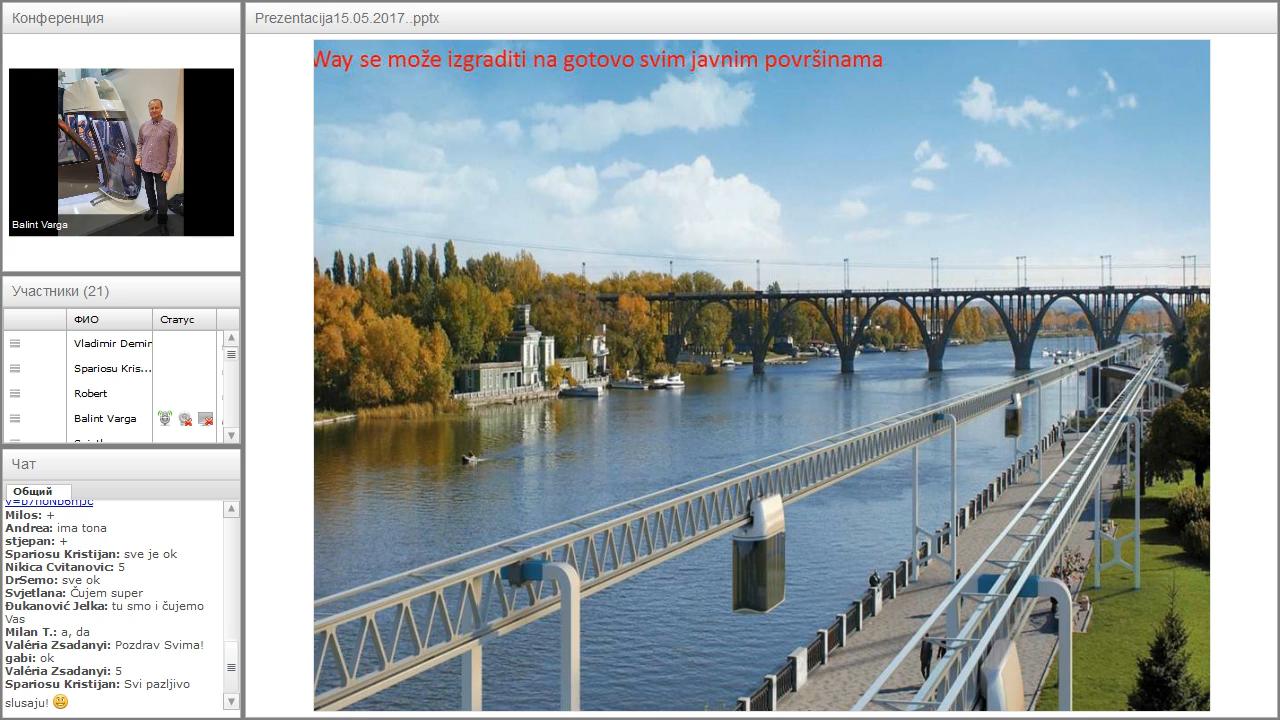 Конференция
Balint Varga
Участники (21)
ФИО Статус
Vladimir Demir
Spariosu Kris...
Robert
Balint Varga
Чат
Общий
Milos: +
Andrea: ima tona
stjepan: +
Spariosu Kristijan: sve je ok
Nikica Cvitanovic: 5
DrSemo: sve ok
Svjetlana: Čujem super
Đukanović Jelka: tu smo i čujemo
Vas
Milan T.: a, da
Valéria Zsadanyi: Pozdrav Svima!
gabi: ok
Valéria Zsadanyi: 5
Spariosu Kristijan: Svi pazljivo
slusaju!
Prezentacija15.05.2017..pptx
Way se može izgraditi na gotovo svim javnim površinama